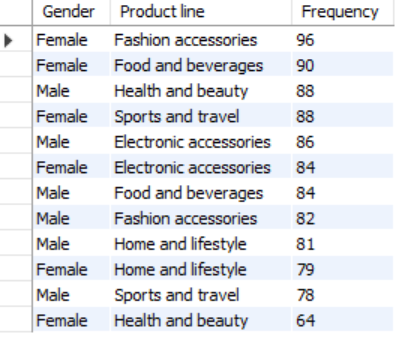 Gender Product line Frequency
Female Fashion accessories 96
Female Food and beverages 90
Male Health and beauty 88
Female Sports and travel 88
Male Electronic accessories 86
Female Electronic accessories 84
Male Food and beverages 84
Male Fashion accessories 82
Male Home and lifestyle 81
Female Home and lifestyle 79
Male Sports and travel 78
Female Health and beauty 64